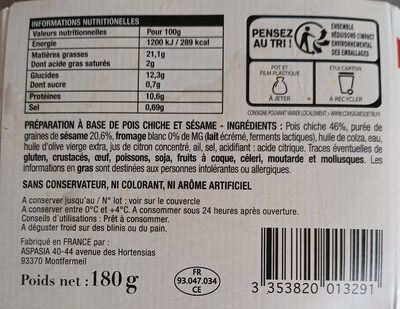 INFORMATIONS NUTRITIONELLES
Valeurs nutritionnelles Pour 100g
Energie 1200 kJ / 289 kcal
Matières grasses 21,1g
Dont acide gras saturés 2g
Glucides 12,3g
Dont sucre 0,7g
Protéines 10,6g
Sel 0,69g
PENSEZ
AU TRI !
ENSEMBLE
RÉDUISONS L'IMPACT
ENVIRONNEMENTAL
DES EMBALLAGES
POT ET
FILM PLASTIQUE
À JETER
ÉTUI CARTON
À RECYCLER
CONSIGNE POUVANT VARIER LOCALEMENT > WWW.CONSIGNESDETRI.FR
PRÉPARATION À BASE DE POIS CHICHE ET SÉSAME - INGRÉDIENTS : Pois chiche 46%, purée de
graines de sésame 20,6%, fromage blanc 0% de MG (lait écrémé, ferments lactiques), huile de colza, eau,
huile d'olive vierge extra, jus de citron concentré, ail, sel, acidifiant : acide citrique. Traces éventuelles de
gluten, crustacés, œuf, poissons, soja, fruits à coque, céleri, moutarde et mollusques. Les
informations en gras sont destinées aux personnes intolérantes ou allergiques.
SANS CONSERVATEUR, NI COLORANT, NI ARÔME ARTIFICIEL
A conserver jusqu'au / N° lot : voir sur le couvercle
A conserver entre 0°C et +4°C. A consommer sous 24 heures après ouverture.
Conseils d'utilisations : Prêt à consommer.
A déguster froid sur des blinis ou du pain.
Fabriqué en FRANCE par :
ASPASIA 40-44 avenue des Hortensias
93370 Montfermeil
Poids net : 180 g
FR
93.047.034
CE
3 353820 013291